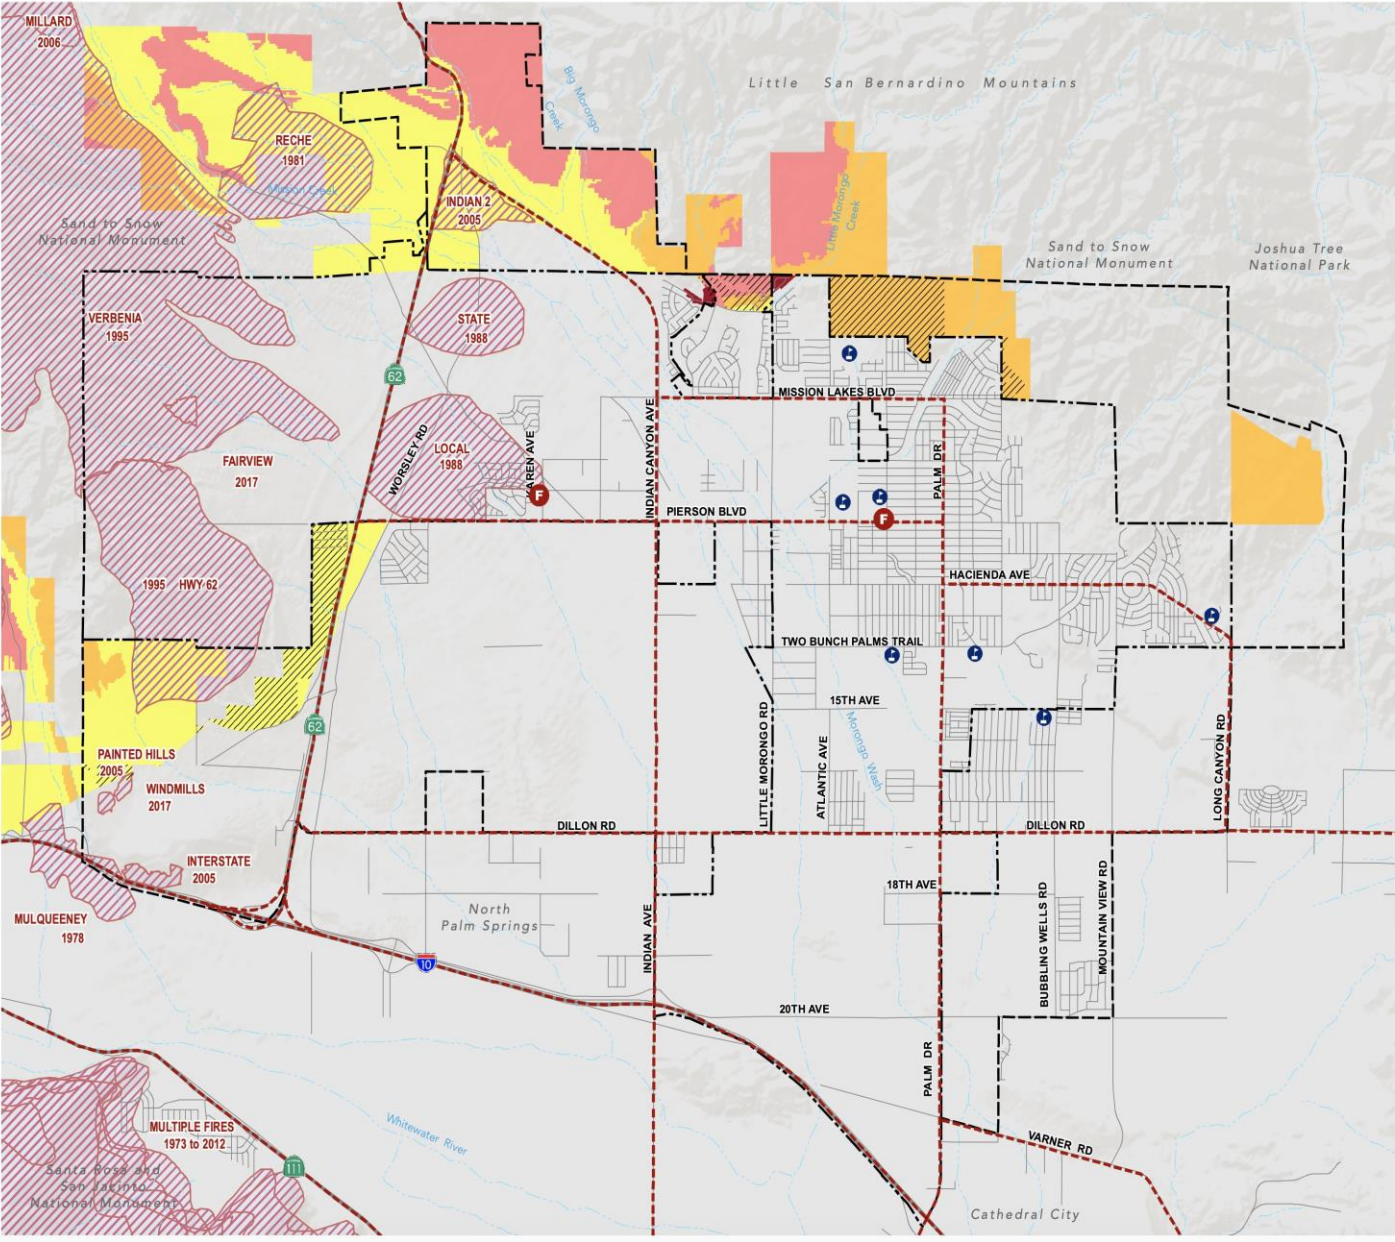 MILLARD
2006
Little San Bernardino Mountains
Big Morongo
Creek
RECHE
1981
Mission Creek
INDIAN 2
2005
Little Morongo
Creek
Sand to Snow
National Monument
Sand to Snow
National Monument
Joshua Tree
National Park
VERBENIA
1995
STATE
1988
62
MISSION LAKES BLVD
WORSLEY RD
LOCAL
1988
INDIAN CANYON AVE
PALM DR
FAIRVIEW
2017
F
PIERSON BLVD
F
1995 HWY 62
HACIENDA AVE
TWO BUNCH PALMS TRAIL
15TH AVE
62
LITTLE MORONGO RD
ATLANTIC AVE
Morongo Wash
LONG CANYON RD
PAINTED HILLS
2005
WINDMILLS
2017
DILLON RD
DILLON RD
INTERSTATE
2005
18TH AVE
MULQUEENEY
1978
North
Palm Springs
INDIAN AVE
BUBBLING WELLS RD
MOUNTAIN VIEW RD
10
20TH AVE
PALM DR
MULTIPLE FIRES
1973 to 2012
Whitewater River
VARNER RD
111
Santa Rosa and
San Jacinto
National Monument
Cathedral City